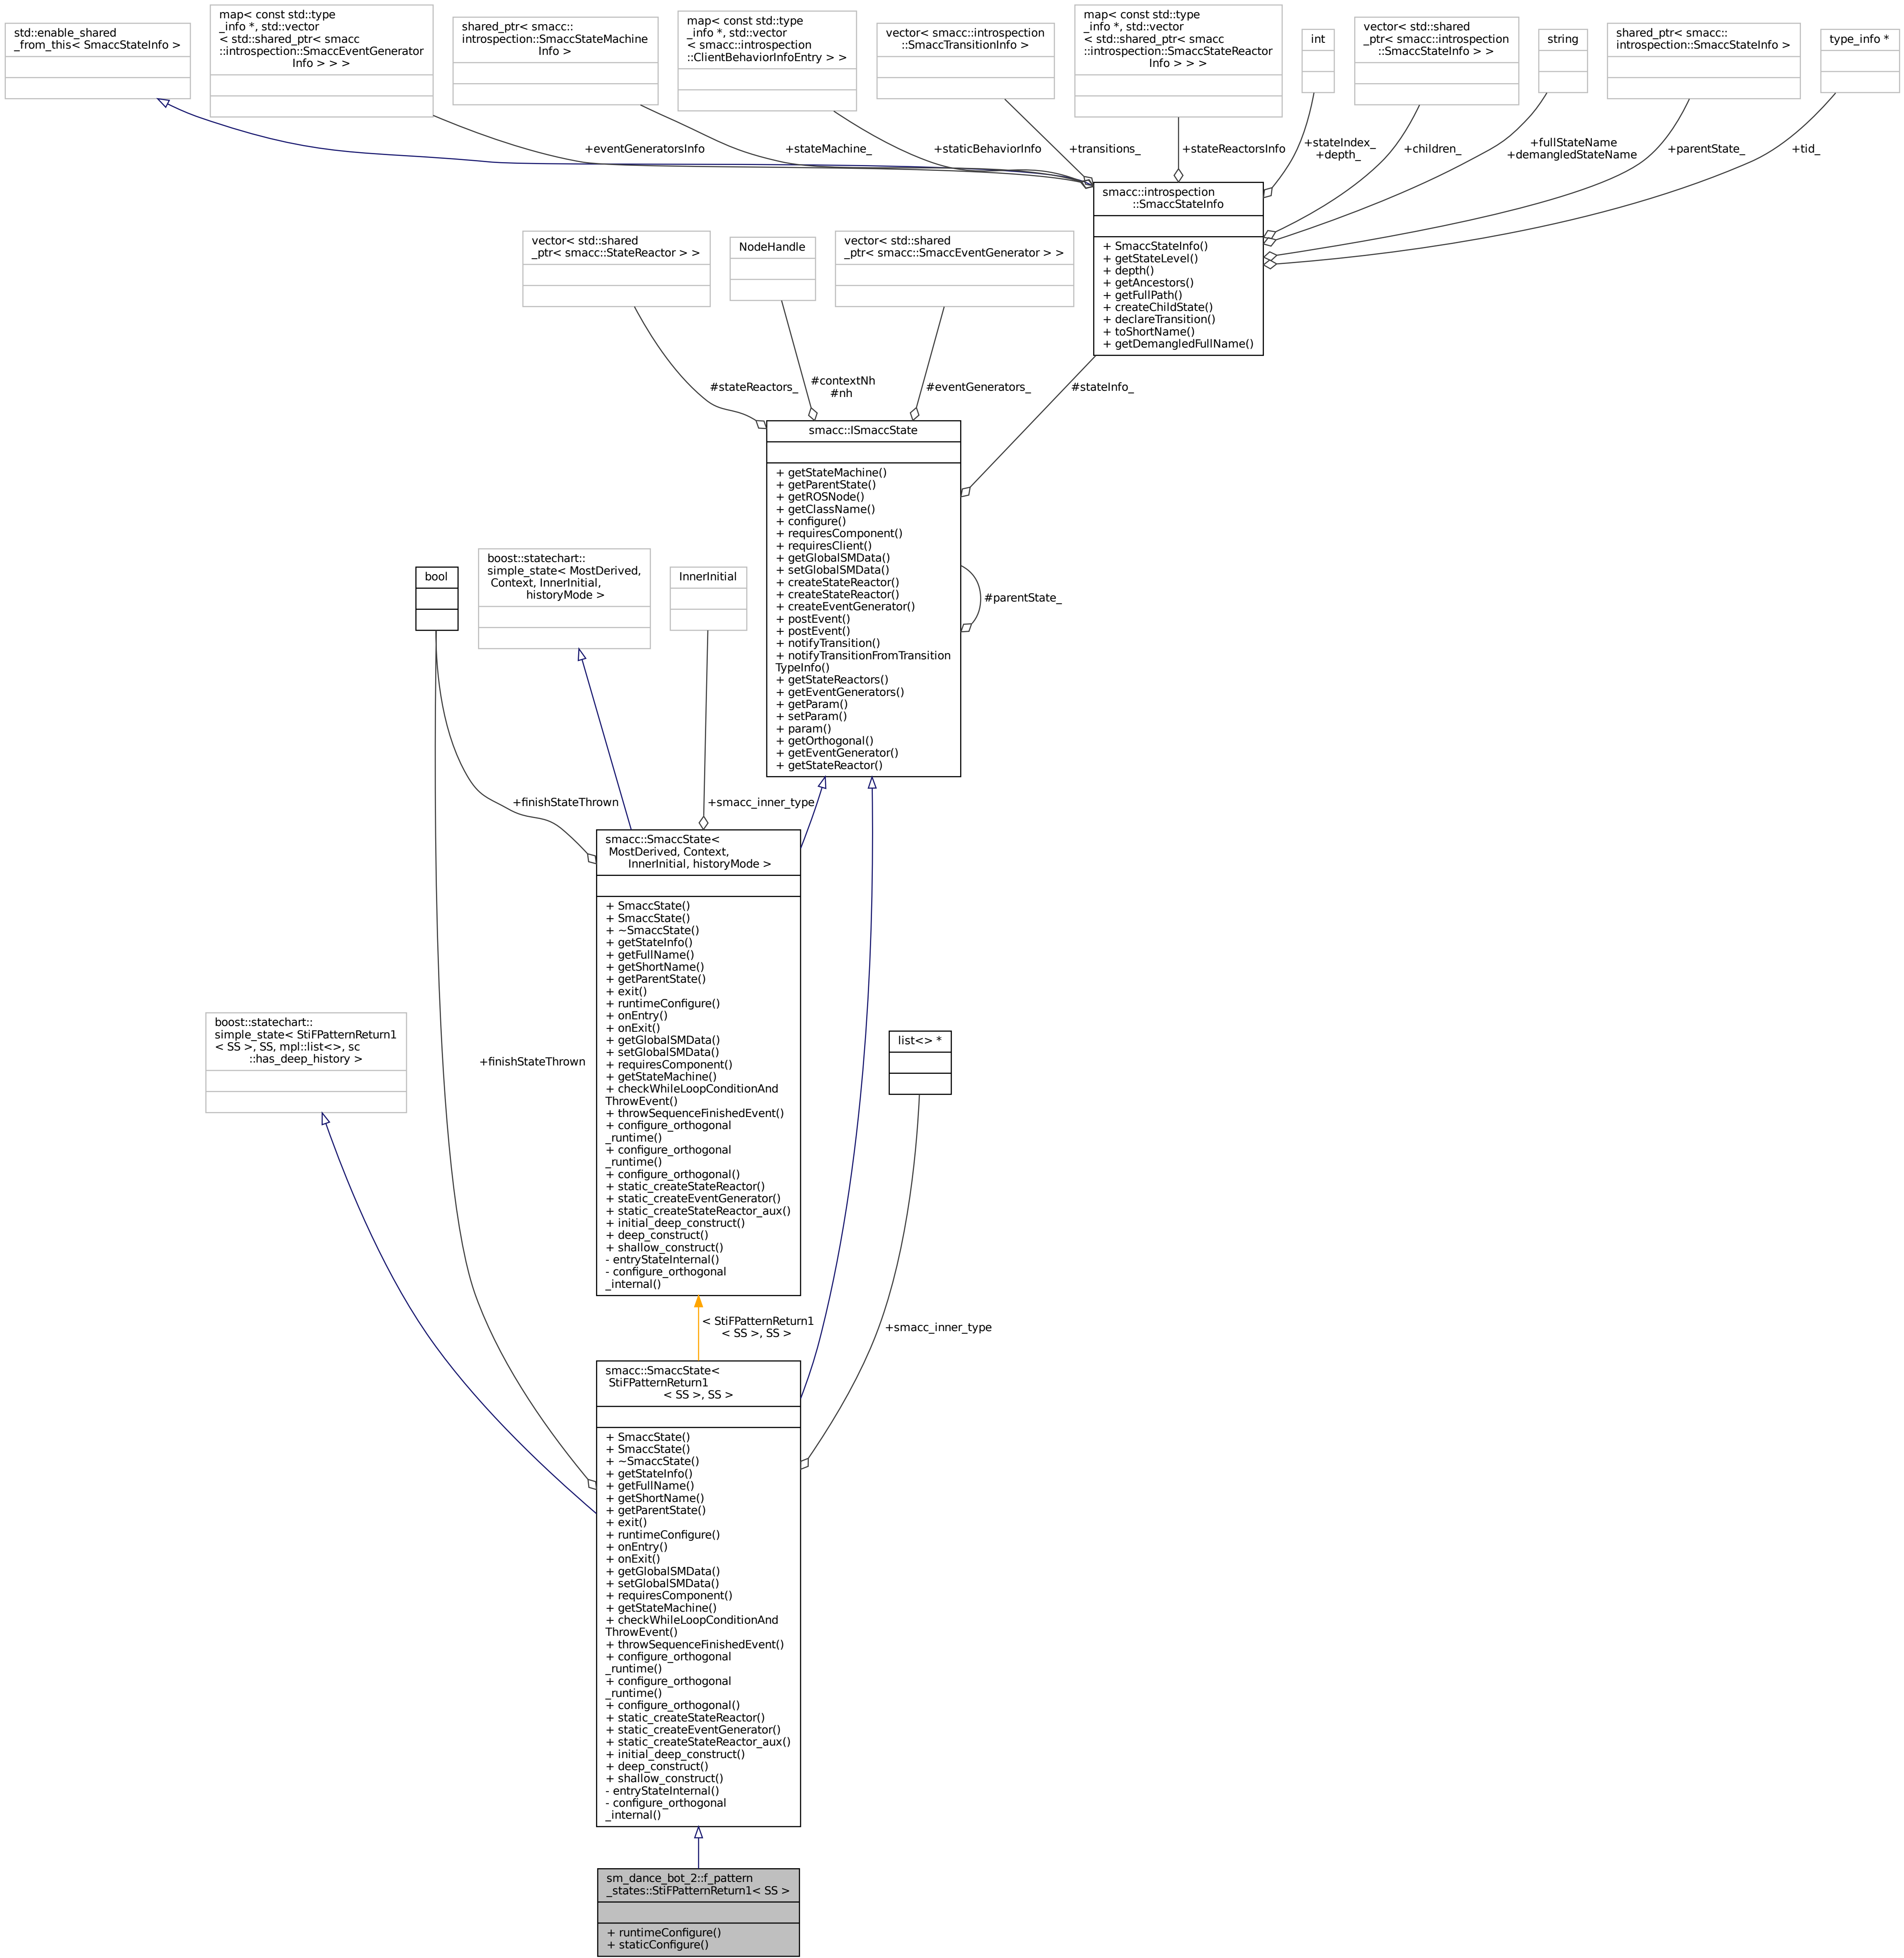 std::enable_shared
_from_this< SmaccStateInfo >
map< const std::type
_info *, std::vector
< std::shared_ptr< smacc
::introspection::SmaccEventGenerator
Info > > >
shared_ptr< smacc::
introspection::SmaccStateMachine
Info >
map< const std::type
_info *, std::vector
< smacc::introspection
::ClientBehaviorInfoEntry > >
vector< smacc::introspection
::SmaccTransitionInfo >
map< const std::type
_info *, std::vector
< std::shared_ptr< smacc
::introspection::SmaccStateReactor
Info > > >
int
vector< std::shared
_ptr< smacc::introspection
::SmaccStateInfo > >
string
shared_ptr< smacc::
introspection::SmaccStateInfo >
type_info *
+eventGeneratorsInfo
+stateMachine_
+staticBehaviorInfo
+transitions_
+stateReactorsInfo
+stateIndex_
+depth_
+children_
+fullStateName
+demangledStateName
+parentState_
+tid_
smacc::introspection
::SmaccStateInfo
+ SmaccStateInfo()
+ getStateLevel()
+ depth()
+ getAncestors()
+ getFullPath()
+ createChildState()
+ declareTransition()
+ toShortName()
+ getDemangledFullName()
vector< std::shared
_ptr< smacc::StateReactor > >
NodeHandle
vector< std::shared
_ptr< smacc::SmaccEventGenerator > >
#stateReactors_
#contextNh
#nh
#eventGenerators_
#stateInfo_
smacc::ISmaccState
+ getStateMachine()
+ getParentState()
+ getROSNode()
+ getClassName()
+ configure()
+ requiresComponent()
+ requiresClient()
+ getGlobalSMData()
+ setGlobalSMData()
+ createStateReactor()
+ createStateReactor()
+ createEventGenerator()
+ postEvent()
+ postEvent()
+ notifyTransition()
+ notifyTransitionFromTransition
TypeInfo()
+ getStateReactors()
+ getEventGenerators()
+ getParam()
+ setParam()
+ param()
+ getOrthogonal()
+ getEventGenerator()
+ getStateReactor()
#parentState_
bool
boost::statechart::
simple_state< MostDerived,
Context, InnerInitial,
historyMode >
InnerInitial
+finishStateThrown
+smacc_inner_type
smacc::SmaccState<
MostDerived, Context,
InnerInitial, historyMode >
+ SmaccState()
+ SmaccState()
+ ~SmaccState()
+ getStateInfo()
+ getFullName()
+ getShortName()
+ getParentState()
+ exit()
+ runtimeConfigure()
+ onEntry()
+ onExit()
+ getGlobalSMData()
+ setGlobalSMData()
+ requiresComponent()
+ getStateMachine()
+ checkWhileLoopConditionAnd
ThrowEvent()
+ throwSequenceFinishedEvent()
+ configure_orthogonal
_runtime()
+ configure_orthogonal
_runtime()
+ configure_orthogonal()
+ static_createStateReactor()
+ static_createEventGenerator()
+ static_createStateReactor_aux()
+ initial_deep_construct()
+ deep_construct()
+ shallow_construct()
- entryStateInternal()
- configure_orthogonal
_internal()
boost::statechart::
simple_state< StiFPatternReturn1
< SS >, SS, mpl::list<>, sc
::has_deep_history >
+finishStateThrown
list<> *
< StiFPatternReturn1
< SS >, SS >
+smacc_inner_type
smacc::SmaccState<
StiFPatternReturn1
< SS >, SS >
+ SmaccState()
+ SmaccState()
+ ~SmaccState()
+ getStateInfo()
+ getFullName()
+ getShortName()
+ getParentState()
+ exit()
+ runtimeConfigure()
+ onEntry()
+ onExit()
+ getGlobalSMData()
+ setGlobalSMData()
+ requiresComponent()
+ getStateMachine()
+ checkWhileLoopConditionAnd
ThrowEvent()
+ throwSequenceFinishedEvent()
+ configure_orthogonal
_runtime()
+ configure_orthogonal
_runtime()
+ configure_orthogonal()
+ static_createStateReactor()
+ static_createEventGenerator()
+ static_createStateReactor_aux()
+ initial_deep_construct()
+ deep_construct()
+ shallow_construct()
- entryStateInternal()
- configure_orthogonal
_internal()
sm_dance_bot_2::f_pattern
_states::StiFPatternReturn1< SS >
+ runtimeConfigure()
+ staticConfigure()